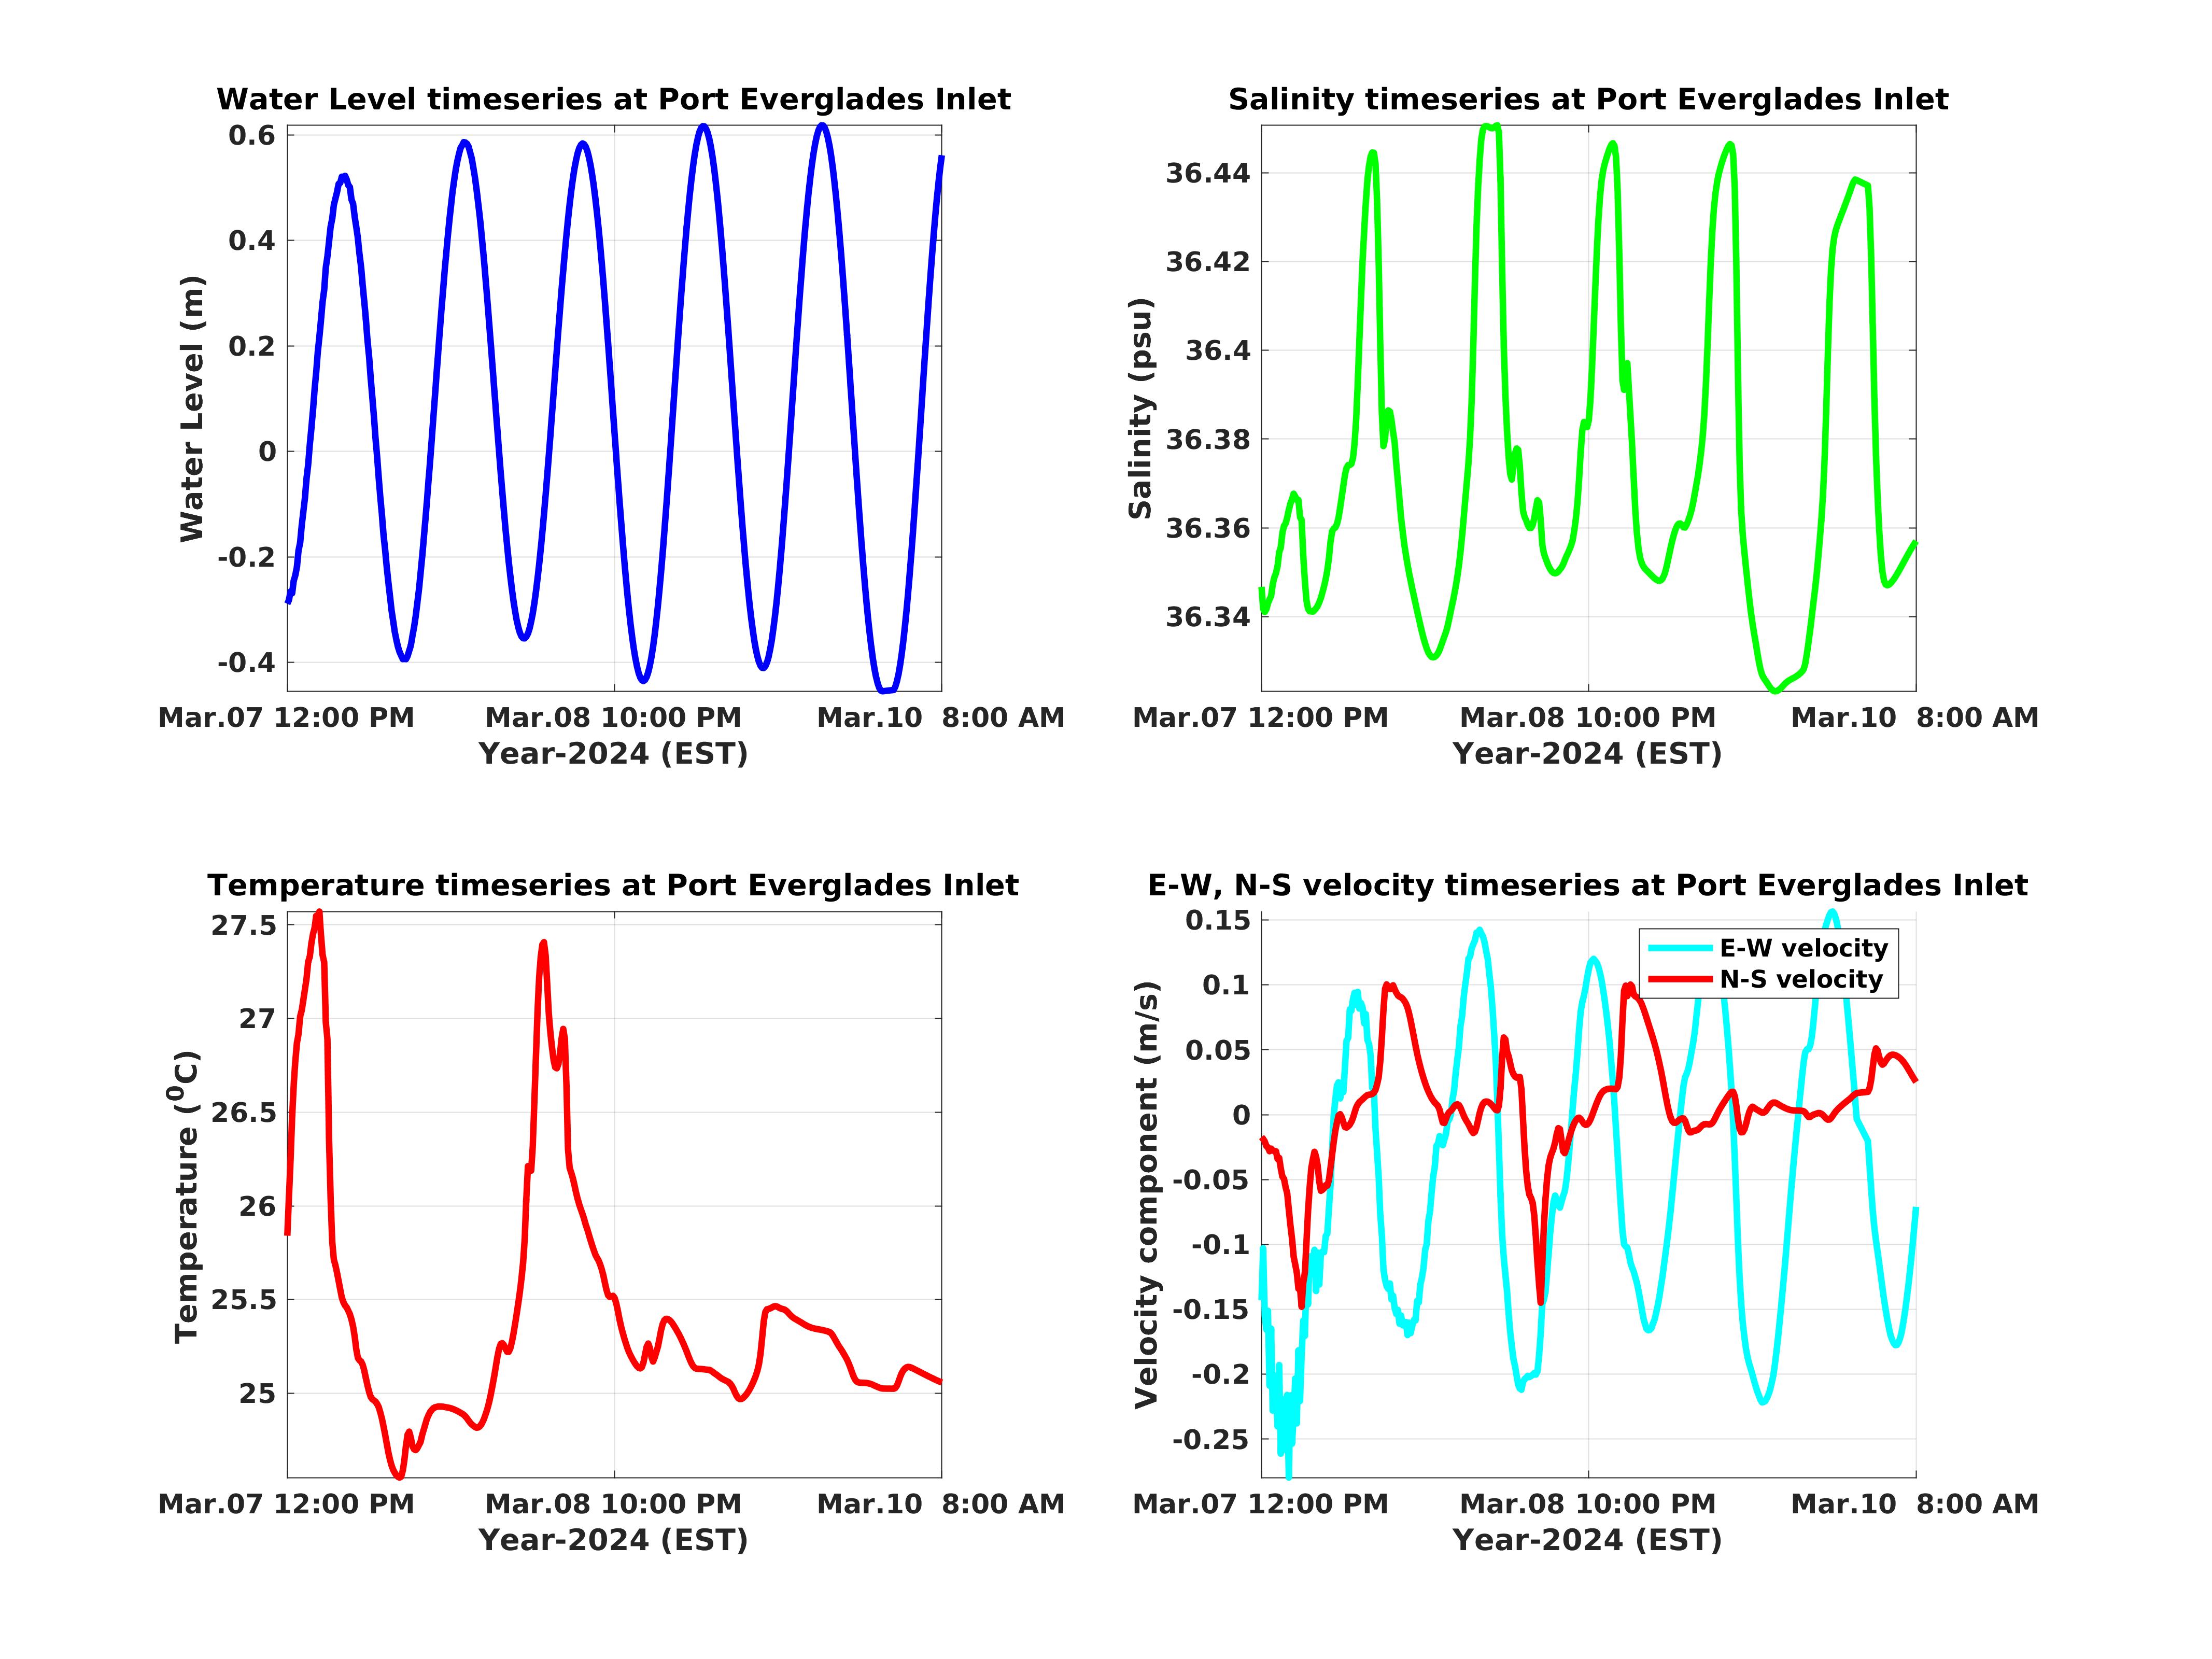 Water Level timeseries at Port Everglades Inlet
0.6
0.4
0.2
0
-0.2
-0.4
Water Level (m)
Mar.07 12:00 PM Mar.08 10:00 PM Mar.10 8:00 AM
Year-2024 (EST)
Salinity timeseries at Port Everglades Inlet
36.44
36.42
36.4
36.38
36.36
36.34
Salinity (psu)
Mar.07 12:00 PM Mar.08 10:00 PM Mar.10 8:00 AM
Year-2024 (EST)
Temperature timeseries at Port Everglades Inlet
27.5
27
26.5
26
25.5
25
Temperature (⁰C)
Mar.07 12:00 PM Mar.08 10:00 PM Mar.10 8:00 AM
Year-2024 (EST)
E-W, N-S velocity timeseries at Port Everglades Inlet
0.15
0.1
0.05
0
-0.05
-0.1
-0.15
-0.2
-0.25
Velocity component (m/s)
E-W velocity
N-S velocity
Mar.07 12:00 PM Mar.08 10:00 PM Mar.10 8:00 AM
Year-2024 (EST)